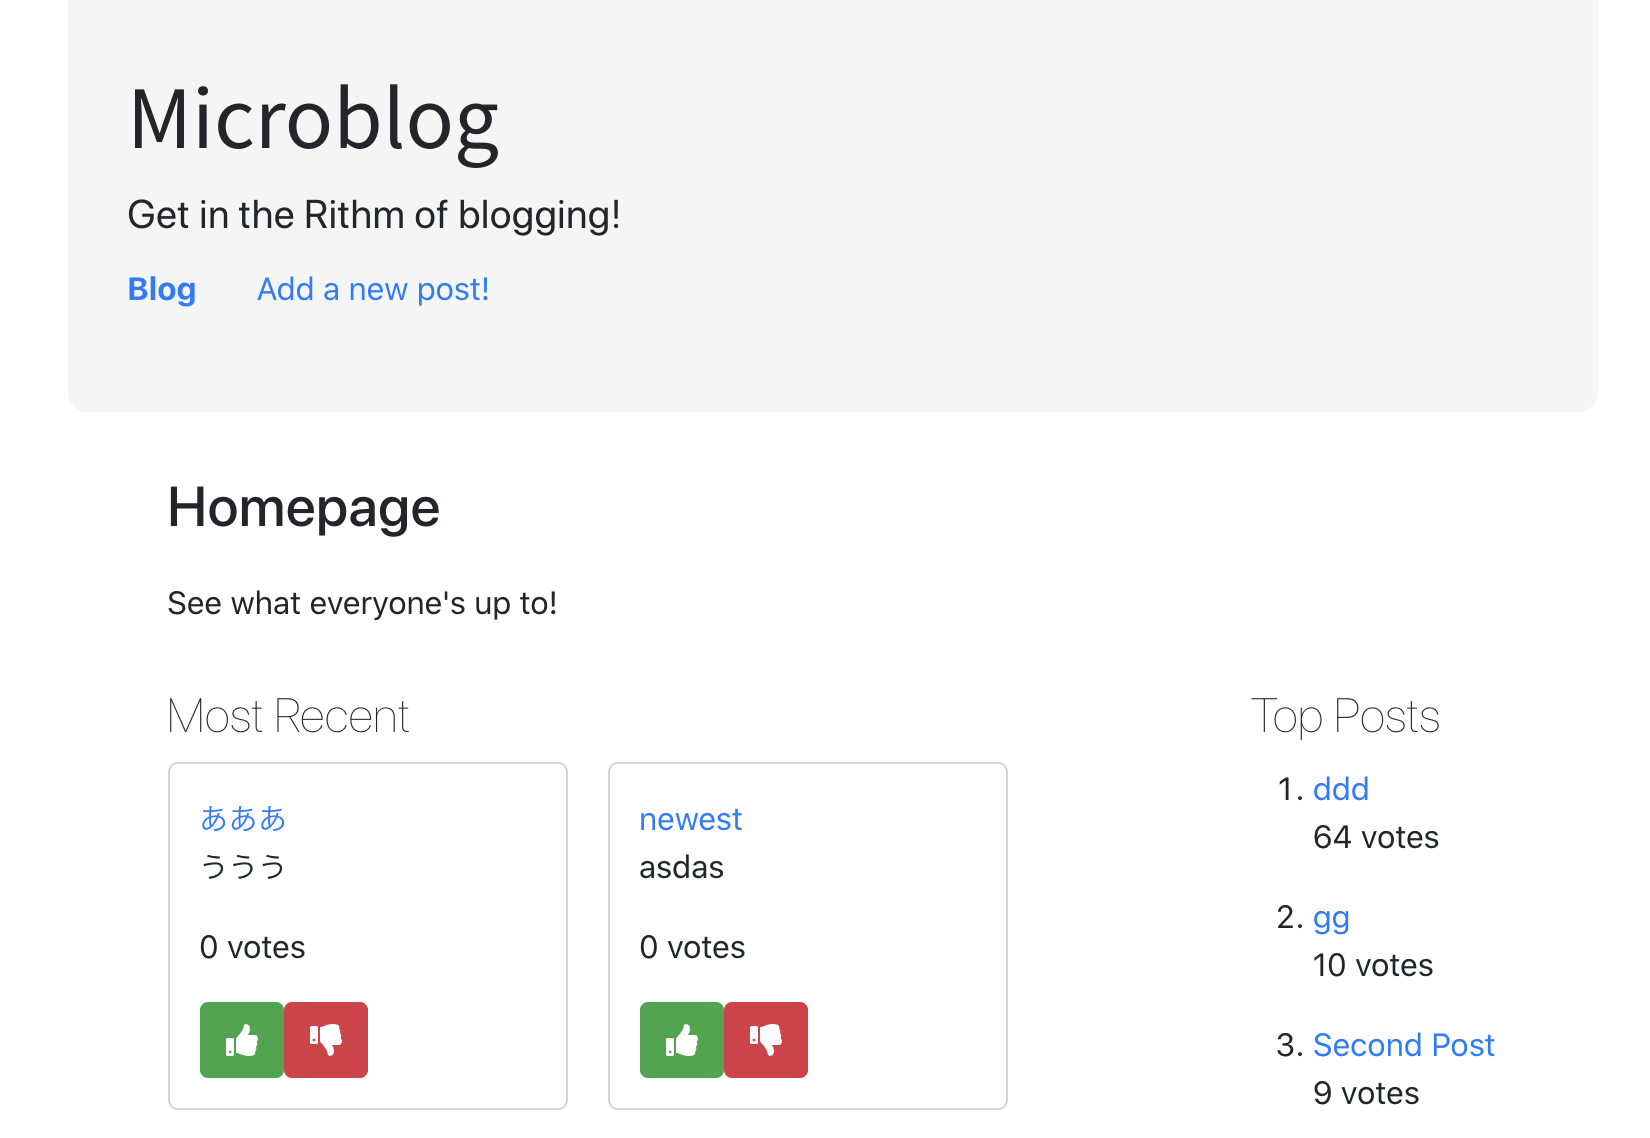 Microblog
Get in the Rithm of blogging!
Blog Add a new post!
Homepage
See what everyone's up to!
Most Recent
あああ
ううう
0 votes
newest
asdas
0 votes
Top Posts
1. ddd
64 votes
2. gg
10 votes
3. Second Post
9 votes